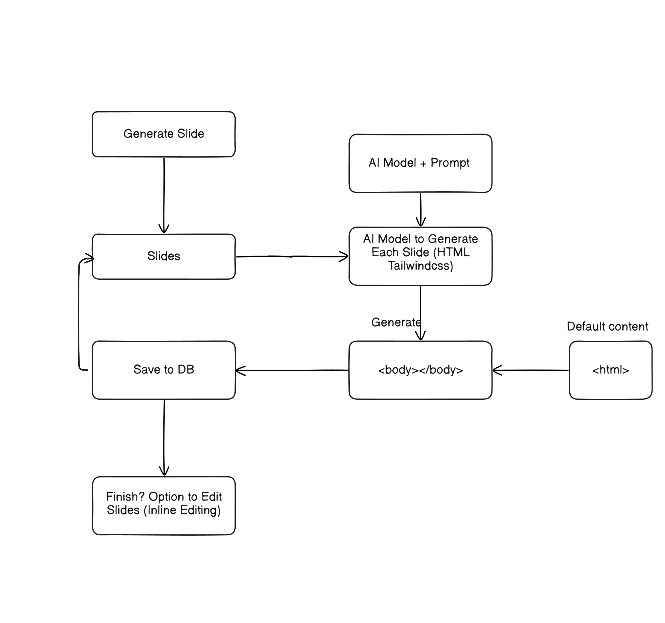 Generate Slide
AI Model + Prompt
Slides
AI Model to Generate
Each Slide (HTML
Tailwindcss)
Generate
Default content
Save to DB
<body></body>
<html>
Finish? Option to Edit
Slides (Inline Editing)